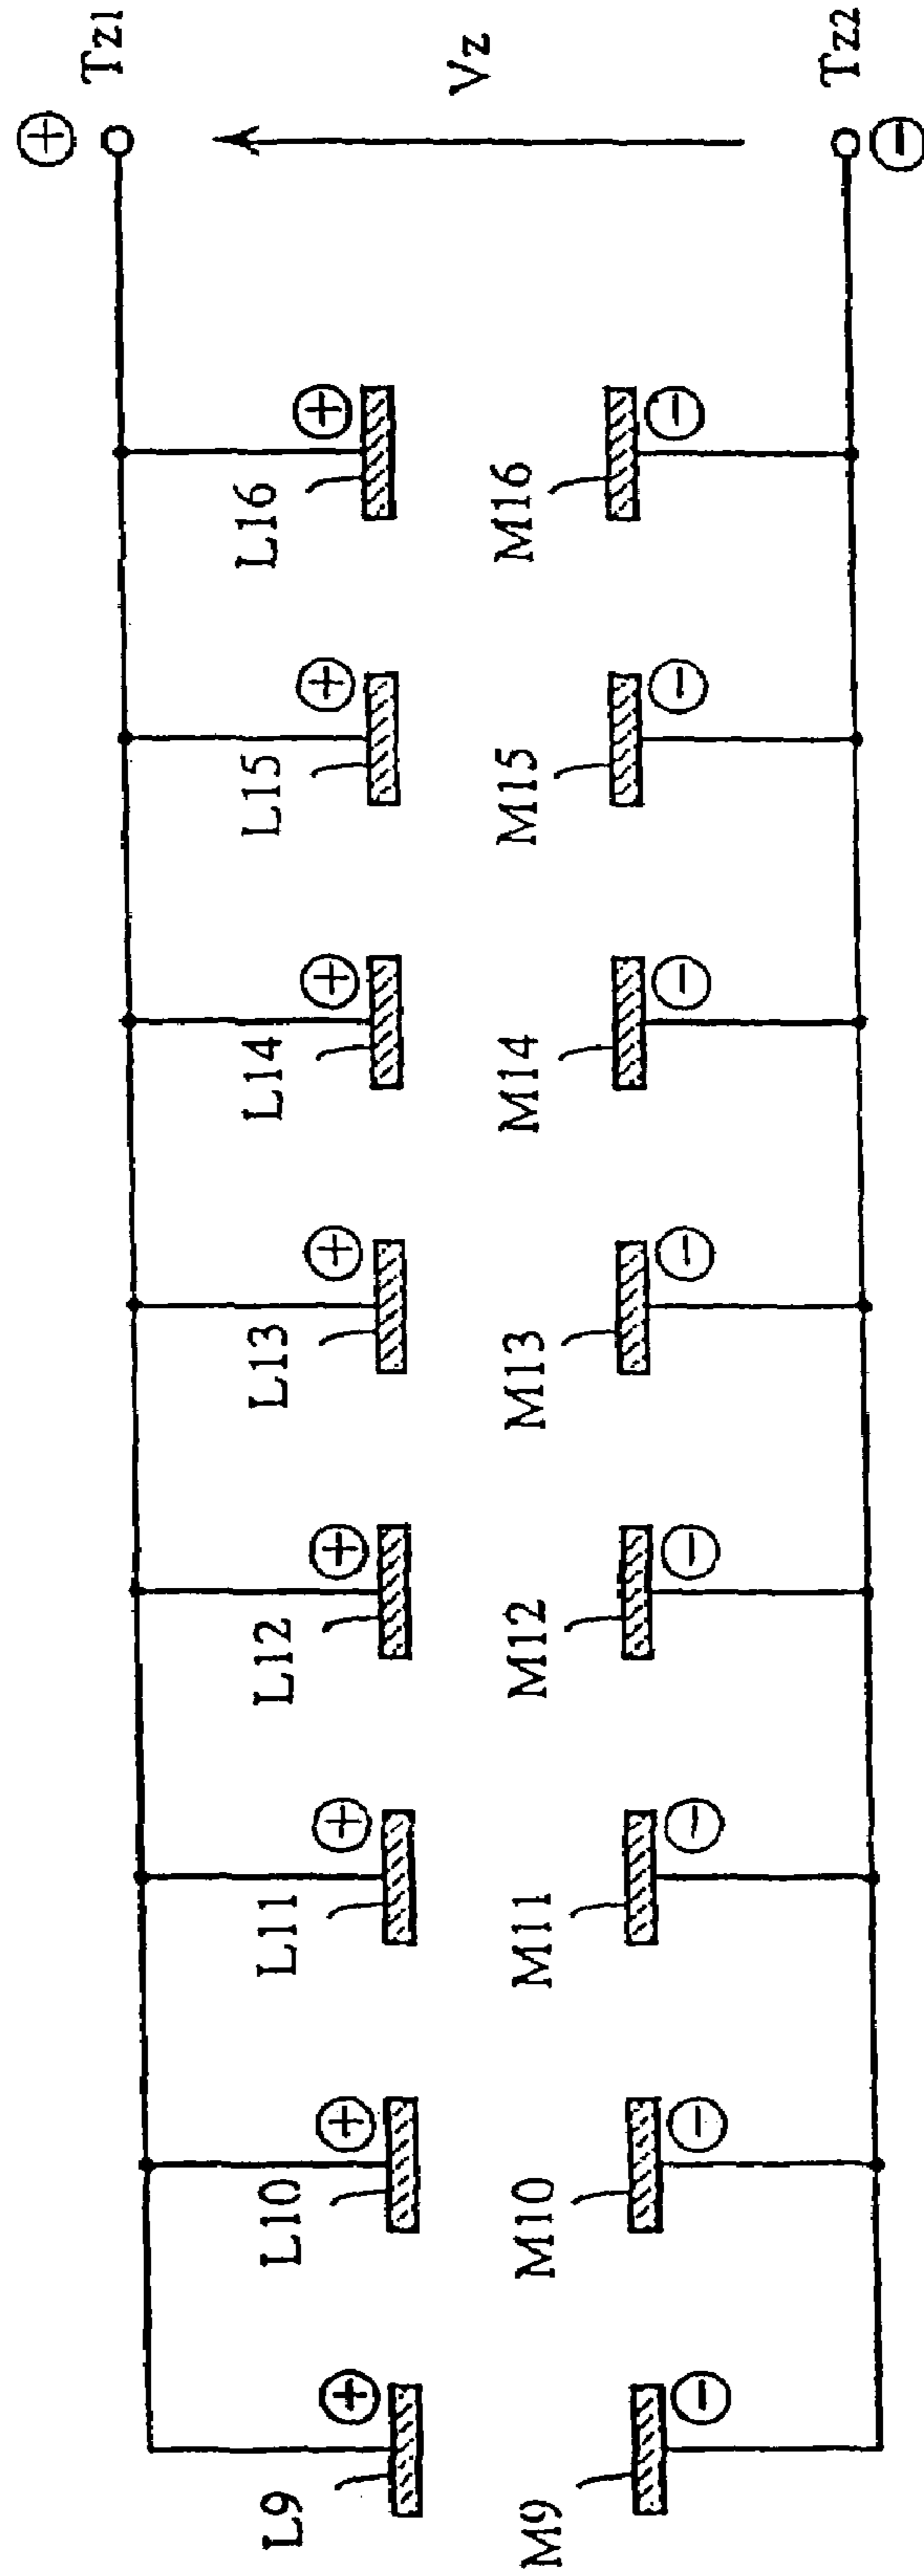 ⊕ Tz1
L9 ⊕ L10 ⊕ L11 ⊕ L12 ⊕ L13 ⊕ L14 ⊕ L15 ⊕ L16 ⊕
Vz
M9 ⊖ M10 ⊖ M11 ⊖ M12 ⊖ M13 ⊖ M14 ⊖ M15 ⊖ M16 ⊖
⊖ Tz2